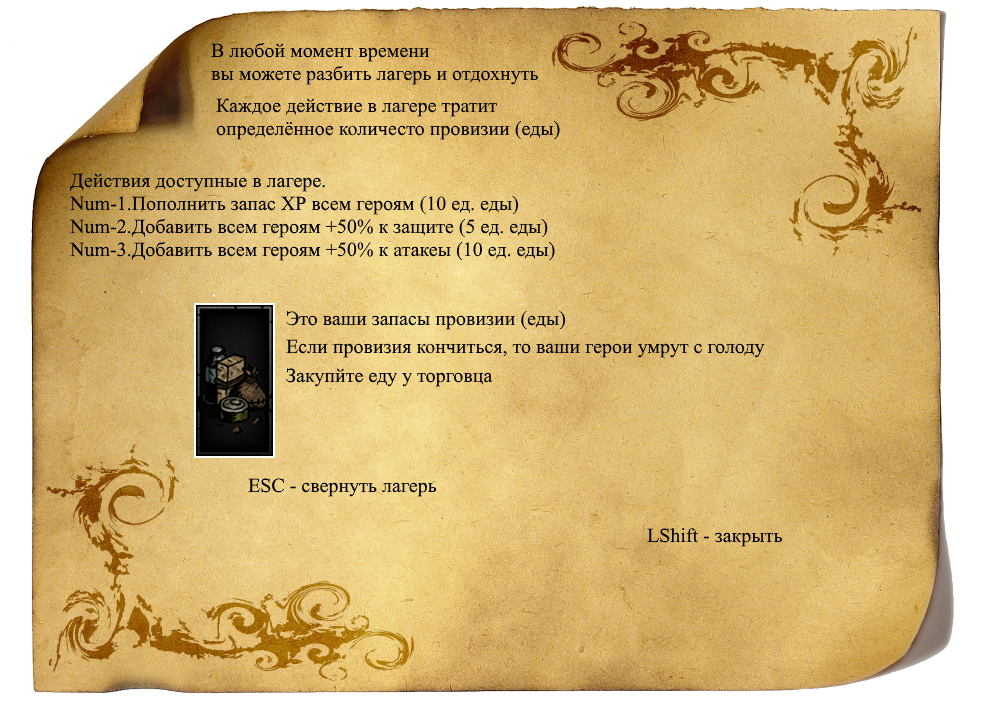 В любой момент времени
вы можете разбить лагерь и отдохнуть
Каждое действие в лагере тратит
определённое количесто провизии (еды)
Действия доступные в лагере.
Num-1.Пополнить запас XP всем героям (10 ед. еды)
Num-2.Добавить всем героям +50% к защите (5 ед. еды)
Num-3.Добавить всем героям +50% к атакеы (10 ед. еды)
Это ваши запасы провизии (еды)
Если провизия кончиться, то ваши герои умрут с голоду
Закупйте еду у торговца
ESC - свернуть лагерь
LShift - закрыть